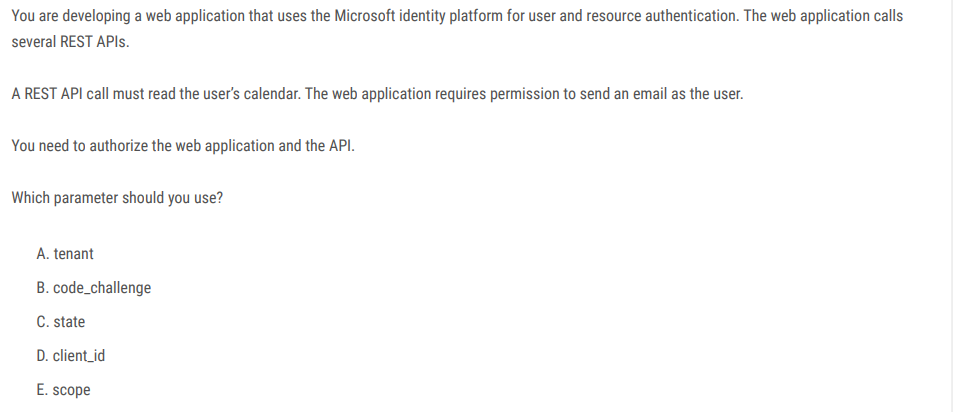 You are developing a web application that uses the Microsoft identity platform for user and resource authentication. The web application calls
several REST APIs.
A REST API call must read the user's calendar. The web application requires permission to send an email as the user.
You need to authorize the web application and the API.
Which parameter should you use?
A. tenant
B. code_challenge
C. state
D. client_id
E. scope